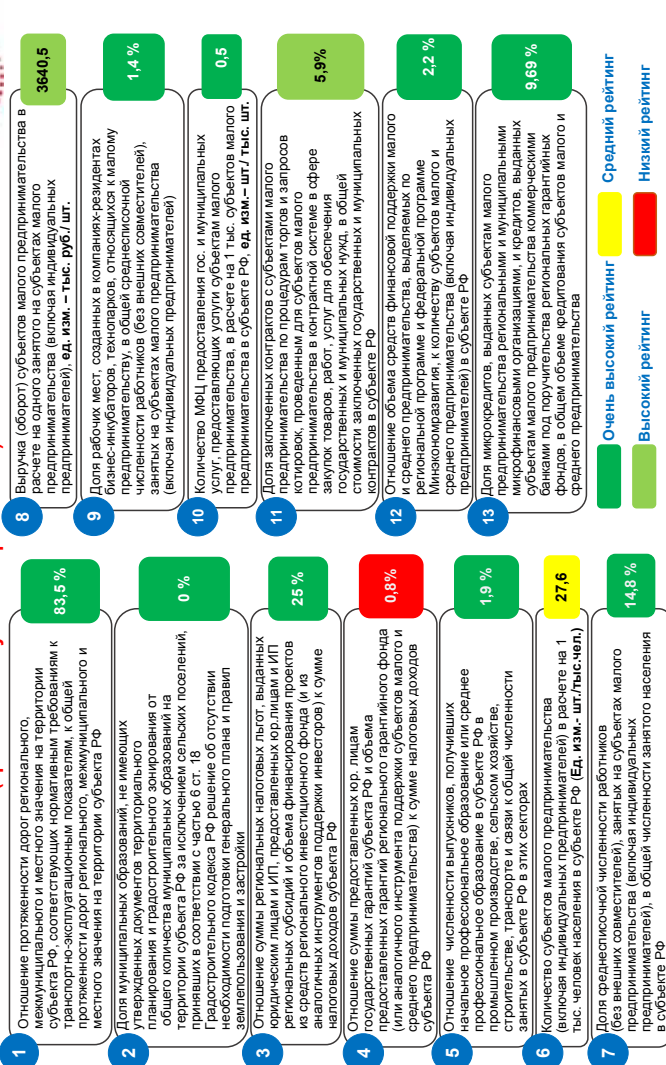 1
Отношение протяженности дорог регионального,
межмуниципального и местного значения на территории
субъекта РФ, соответствующих нормативным требованиям к
транспортно-эксплуатационным показателям, к общей
протяженности дорог регионального, межмуниципального и
местного значения на территории субъекта РФ
83,5 %
2
Доля муниципальных образований, не имеющих
утвержденных документов территориального
планирования и градостроительного зонирования от
общего количества муниципальных образований на
территории субъекта РФ за исключением сельских поселений,
принявших в соответствии с частью 6 ст. 18
Градостроительного кодекса РФ решение об отсутствии
необходимости подготовки генерального плана и правил
землепользования и застройки
0 %
3
Отношение суммы региональных налоговых льгот, выданных
юридическим лицам и ИП, предоставленных юр.лицам и ИП
региональных субсидий и объема финансирования проектов
из средств регионального инвестиционного фонда (и из
аналогичных инструментов поддержки инвесторов) к сумме
налоговых доходов субъекта РФ
25 %
4
Отношение суммы предоставленных юр. лицам
государственных гарантий субъекта РФ и объема
предоставленных гарантий регионального гарантийного фонда
(или аналогичного инструмента поддержки субъектов малого и
среднего предпринимательства) к сумме налоговых доходов
субъекта РФ
0,8%
5
Отношение численности выпускников, получивших
начальное профессиональное образование или среднее
профессиональное образование в субъекте РФ в
промышленном производстве, сельском хозяйстве,
строительстве, транспорте и связи к общей численности
занятых в субъекте РФ в этих секторах
1,9 %
6
Количество субъектов малого предпринимательства
(включая индивидуальных предпринимателей) в расчете на 1
тыс. человек населения в субъекте РФ (Ед. изм.- шт./тыс.чел.)
27,6
7
Доля среднесписочной численности работников
(без внешних совместителей), занятых на субъектах малого
предпринимательства (включая индивидуальных
предпринимателей), в общей численности занятого населения
в субъекте РФ
14,8 %
8
Выручка (оборот) субъектов малого предпринимательства в
расчете на одного занятого на субъектах малого
предпринимательства (включая индивидуальных
предпринимателей), ед. изм. – тыс. руб./ шт.
3640,5
9
Доля рабочих мест, созданных в компаниях-резидентах
бизнес-инкубаторов, технопарков, относящихся к малому
предпринимательству, в общей среднесписочной
численности работников (без внешних совместителей),
занятых на субъектах малого предпринимательства
(включая индивидуальных предпринимателей)
1,4 %
10
Количество МФЦ предоставления гос. и муниципальных
услуг, предоставляющих услуги субъектам малого
предпринимательства, в расчете на 1 тыс. субъектов малого
предпринимательства в субъекте РФ, ед. изм.– шт./ тыс. шт.
0,5
11
Доля заключенных контрактов с субъектами малого
предпринимательства по процедурам торгов и запросов
котировок, проведенным для субъектов малого
предпринимательства в контрактной системе в сфере
закупок товаров, работ, услуг для обеспечения
государственных и муниципальных нужд, в общей
стоимости заключенных государственных и муниципальных
контрактов в субъекте РФ
5,9%
12
Отношение объема средств финансовой поддержки малого
и среднего предпринимательства, выделяемых по
региональной программе и федеральной программе
Минэкономразвития, к количеству субъектов малого и
среднего предпринимательства (включая индивидуальных
предпринимателей) в субъекте РФ
2,2 %
13
Доля микрокредитов, выданных субъектам малого
предпринимательства региональными и муниципальными
микрофинансовыми организациями, и кредитов, выданных
субъектам малого предпринимательства коммерческими
банками под поручительства региональных гарантийных
фондов, в общем объеме кредитования субъектов малого и
среднего предпринимательства
9,69 %
Очень высокий рейтинг
Средний рейтинг
Высокий рейтинг
Низкий рейтинг